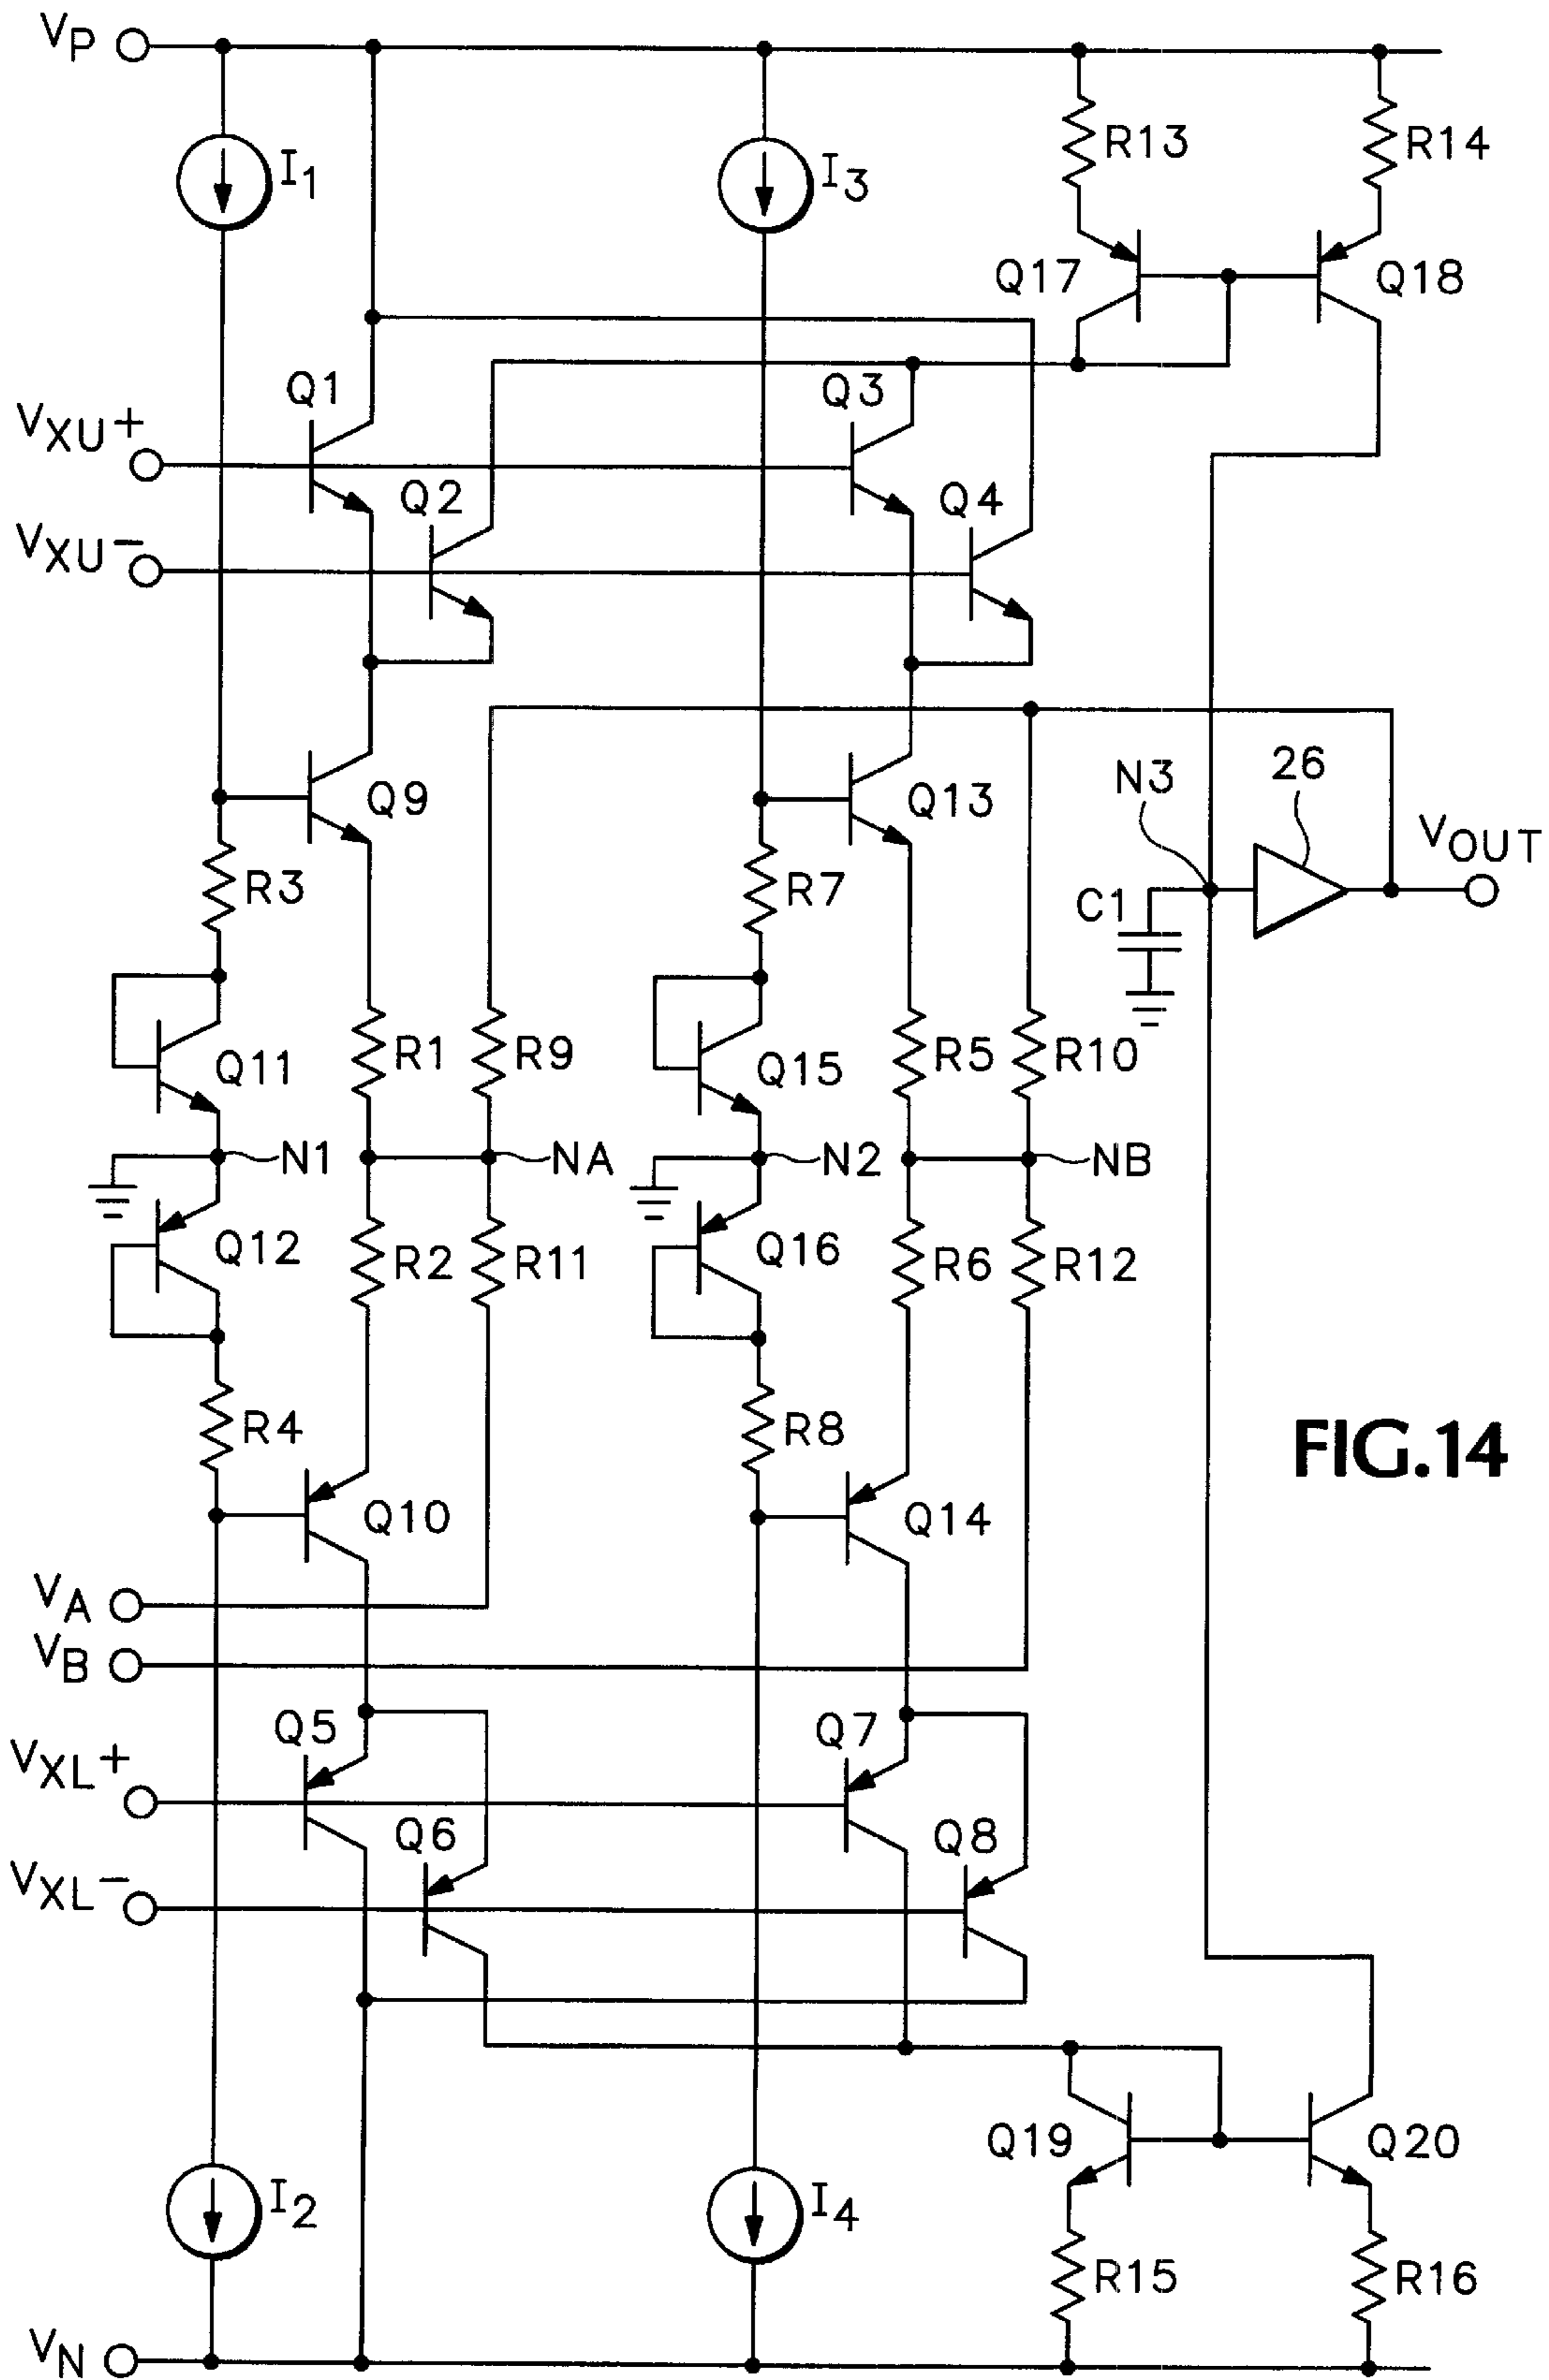 VP
R13
R14
I1
I3
Q17
Q18
Q1
Q3
VXU+
Q2
Q4
VXU-
Q9
Q13
N3
26
VOUT
R3
R7
C1
Q11
R1
R9
Q15
R5
R10
N1
NA
N2
NB
Q12
R2
R11
Q16
R6
R12
R4
R8
FIG.14
Q10
Q14
VA
VB
Q5
Q7
VXL+
Q6
Q8
VXL-
Q19
Q20
I2
I4
R15
R16
VN